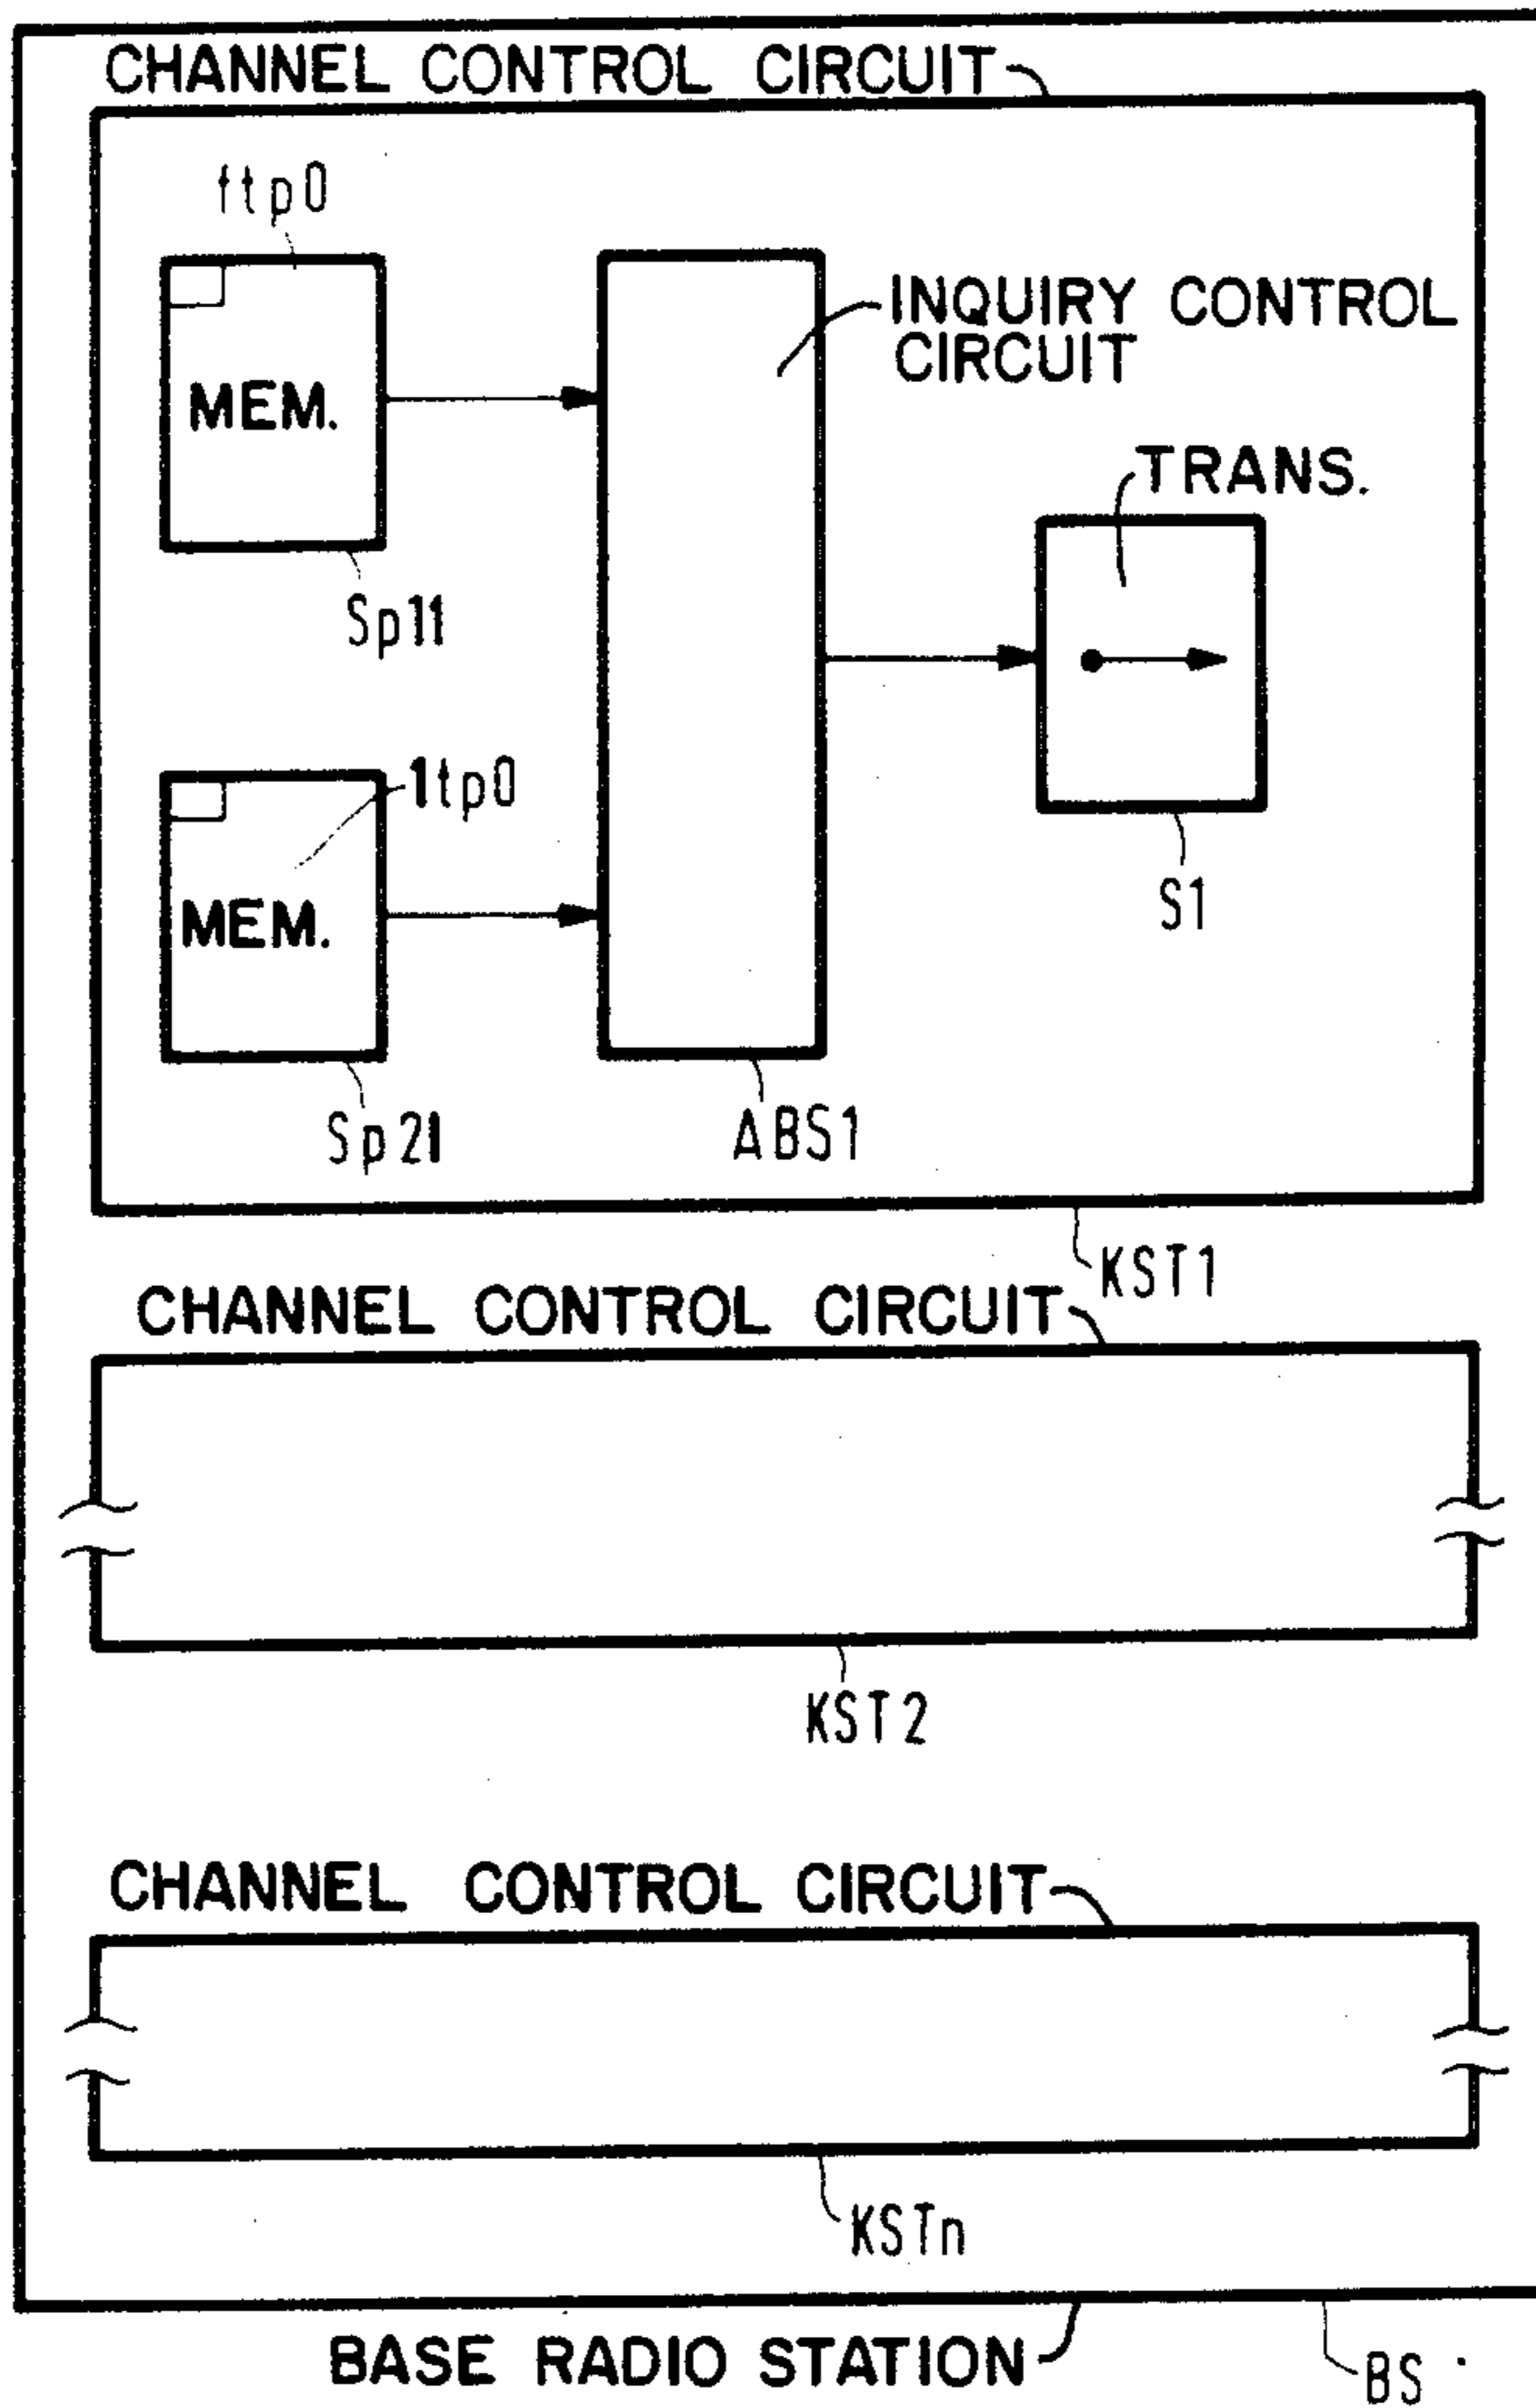 CHANNEL CONTROL CIRCUIT
ftp0
INQUIRY CONTROL
CIRCUIT
MEM.
TRANS.
Sp11
1tp0
MEM.
S1
Sp21
ABS1
KST1
CHANNEL CONTROL CIRCUIT
KST2
CHANNEL CONTROL CIRCUIT
KSTn
BASE RADIO STATION
BS